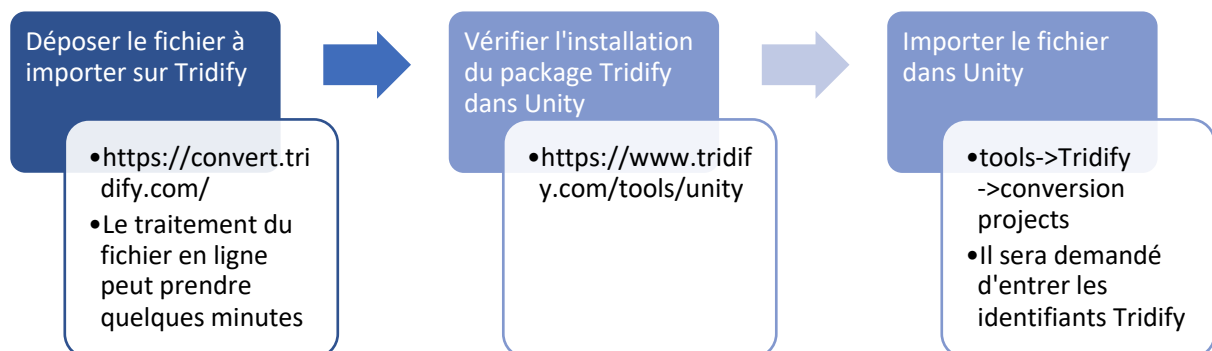 Déposer le fichier à
importer sur Tridify
•https://convert.tri
dify.com/
•Le traitement du
fichier en ligne
peut prendre
quelques minutes
Vérifier l'installation
du package Tridify
dans Unity
•https://www.tridif
y.com/tools/unity
Importer le fichier
dans Unity
•tools->Tridify
->conversion
projects
•Il sera demandé
d'entrer les
identifiants Tridify